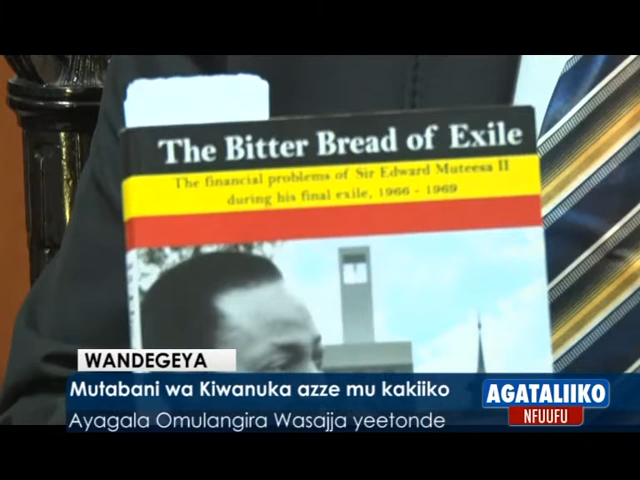 The Bitter Bread of Exile
The financial problems of Sir Edward Muteesa II
during his final exile, 1966 - 1969
WANDEGEYA
Mutabani wa Kiwanuka azze mu kakiiko
Ayagala Omulangira Wasajja yeetonde
AGATALIIKO
NFUUFU